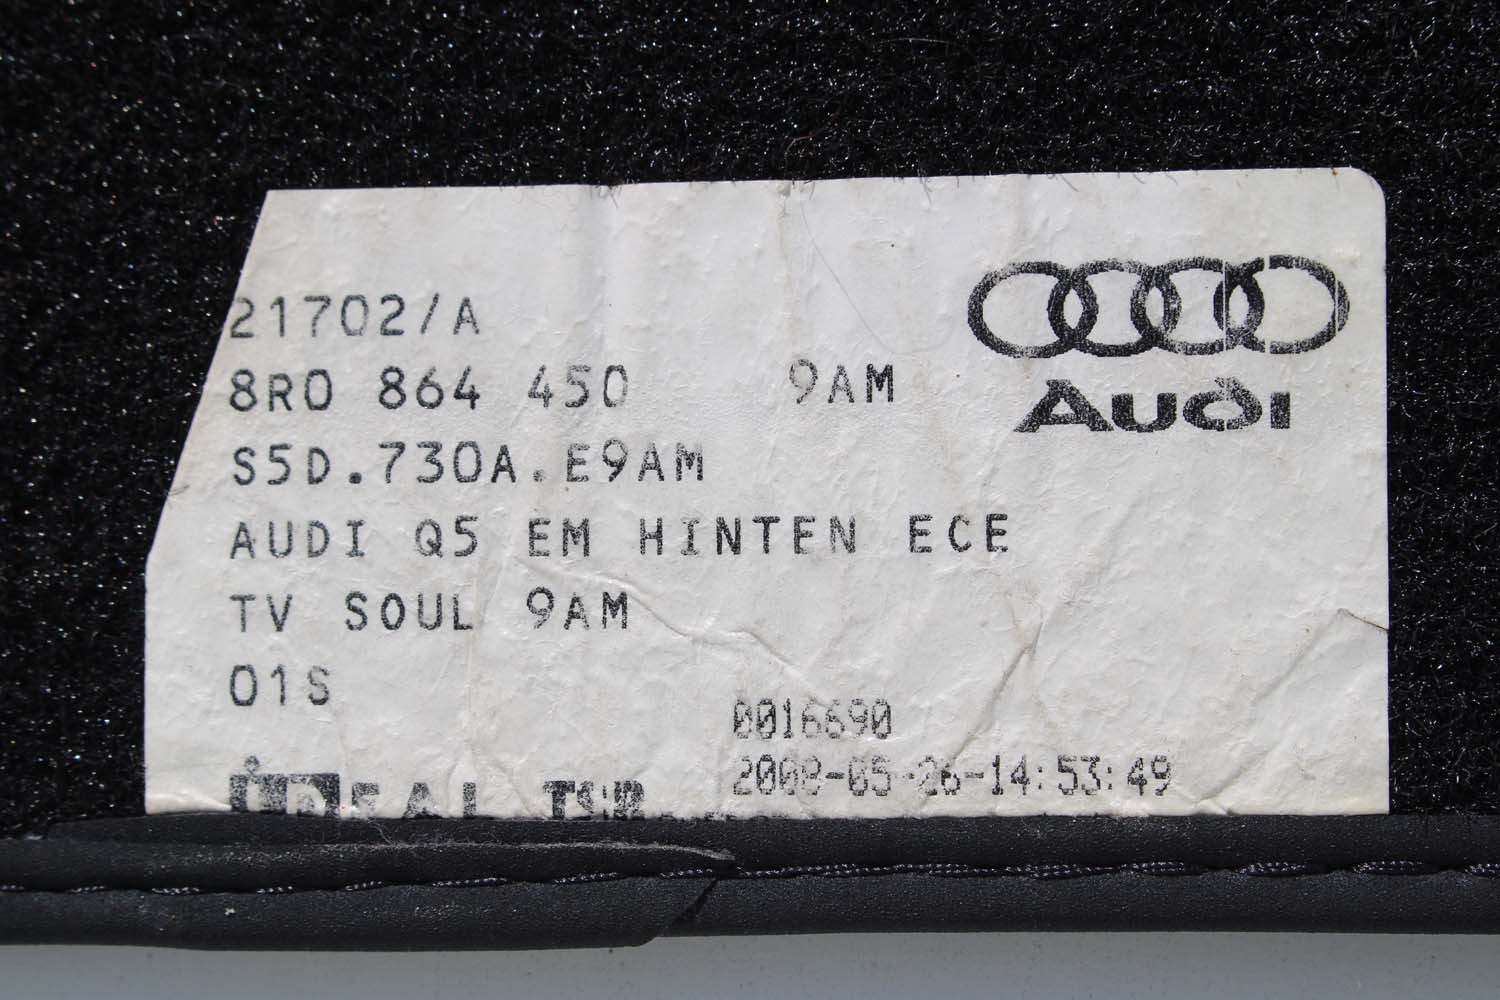 21702/A
8R0 864 450 9AM
Audi
S5D.730A.E9AM
AUDI Q5 EM HINTEN ECE
TV SOUL 9AM
01S
0016690
2008-05-26-14:53:49